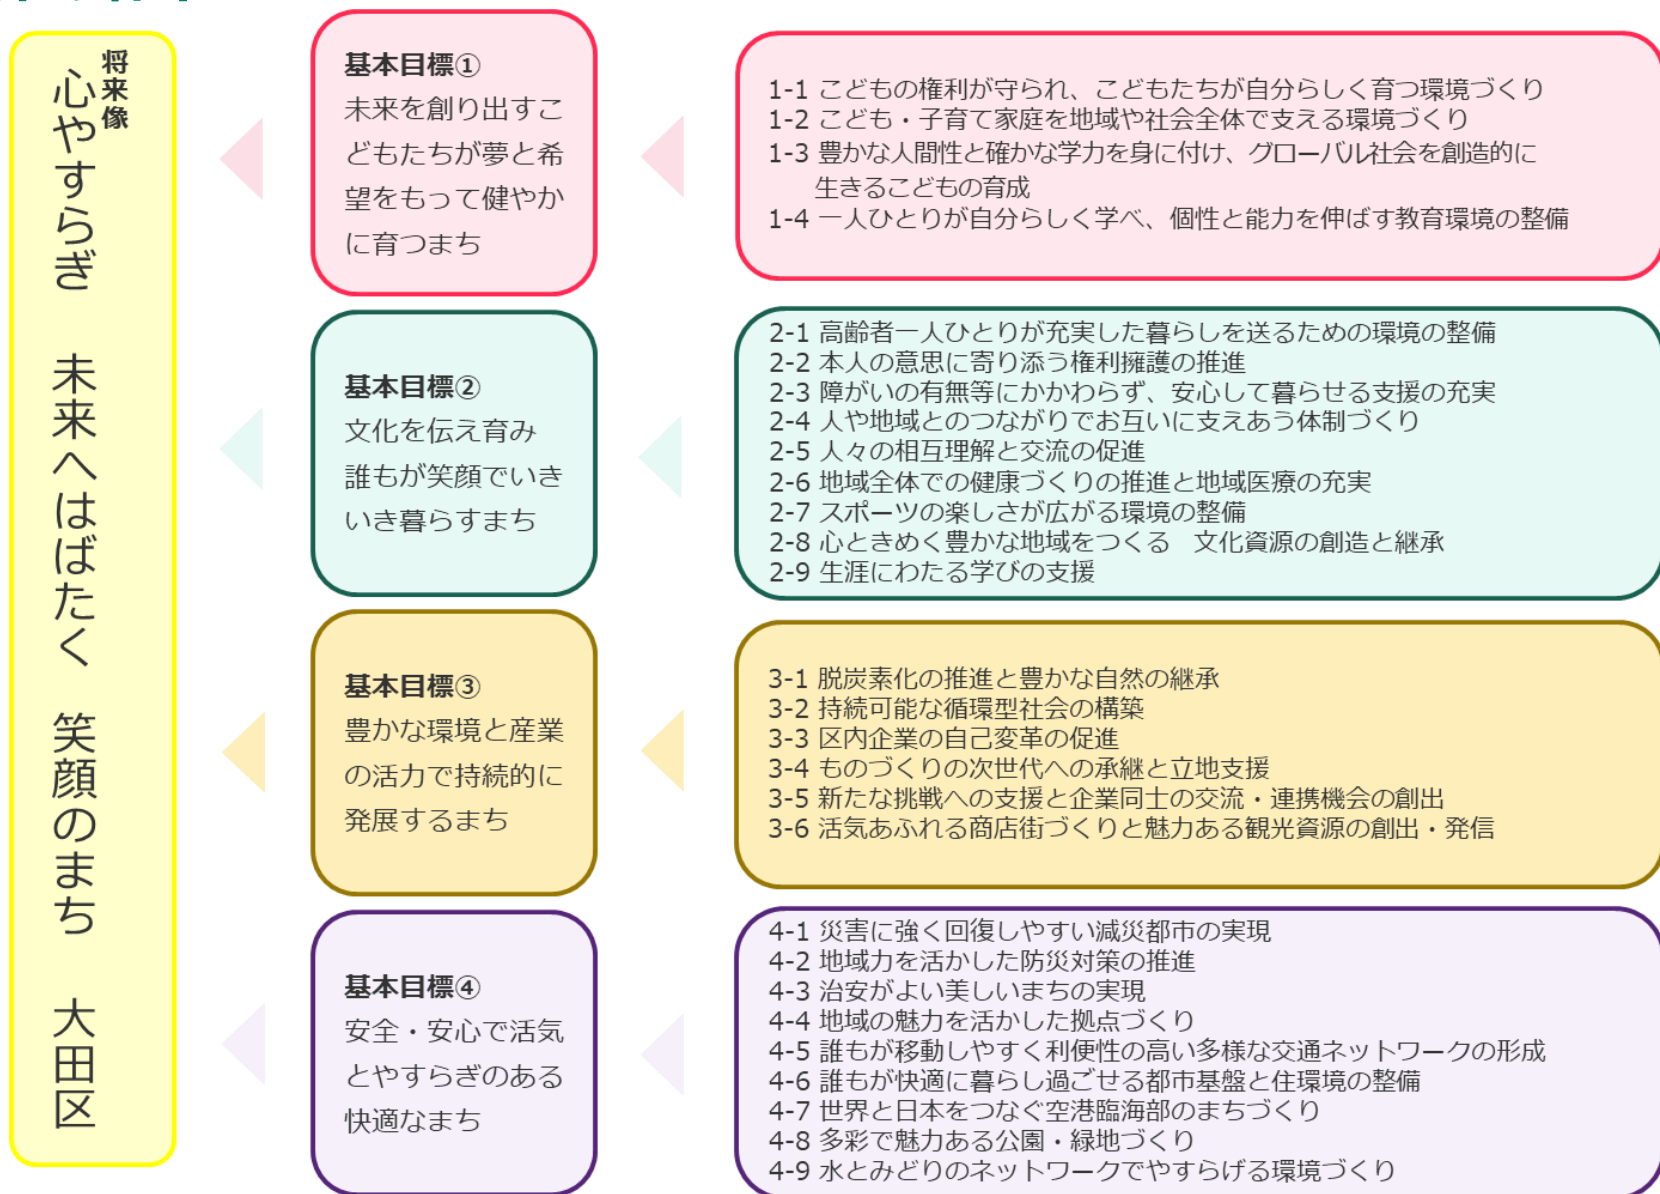 将来像
心やすらぎ　未来へはばたく　笑顔のまち　大田区
基本目標①
未来を創り出すこ
どもたちが夢と希
望をもって健やか
に育つまち
1-1 こどもの権利が守られ、こどもたちが自分らしく育つ環境づくり
1-2 こども・子育て家庭を地域や社会全体で支える環境づくり
1-3 豊かな人間性と確かな学力を身に付け、グローバル社会を創造的に
生きるこどもの育成
1-4 一人ひとりが自分らしく学べ、個性と能力を伸ばす教育環境の整備
基本目標②
文化を伝え育み
誰もが笑顔でいき
いき暮らすまち
2-1 高齢者一人ひとりが充実した暮らしを送るための環境の整備
2-2 本人の意思に寄り添う権利擁護の推進
2-3 障がいの有無等にかかわらず、安心して暮らせる支援の充実
2-4 人や地域とのつながりでお互いに支えあう体制づくり
2-5 人々の相互理解と交流の促進
2-6 地域全体での健康づくりの推進と地域医療の充実
2-7 スポーツの楽しさが広がる環境の整備
2-8 心ときめく豊かな地域をつくる　文化資源の創造と継承
2-9 生涯にわたる学びの支援
基本目標③
豊かな環境と産業
の活力で持続的に
発展するまち
3-1 脱炭素化の推進と豊かな自然の継承
3-2 持続可能な循環型社会の構築
3-3 区内企業の自己変革の促進
3-4 ものづくりの次世代への承継と立地支援
3-5 新たな挑戦への支援と企業同士の交流・連携機会の創出
3-6 活気あふれる商店街づくりと魅力ある観光資源の創出・発信
基本目標④
安全・安心で活気
とやすらぎのある
快適なまち
4-1 災害に強く回復しやすい減災都市の実現
4-2 地域力を活かした防災対策の推進
4-3 治安がよい美しいまちの実現
4-4 地域の魅力を活かした拠点づくり
4-5 誰もが移動しやすく利便性の高い多様な交通ネットワークの形成
4-6 誰もが快適に暮らし過ごせる都市基盤と住環境の整備
4-7 世界と日本をつなぐ空港臨海部のまちづくり
4-8 多彩で魅力ある公園・緑地づくり
4-9 水とみどりのネットワークでやすらげる環境づくり